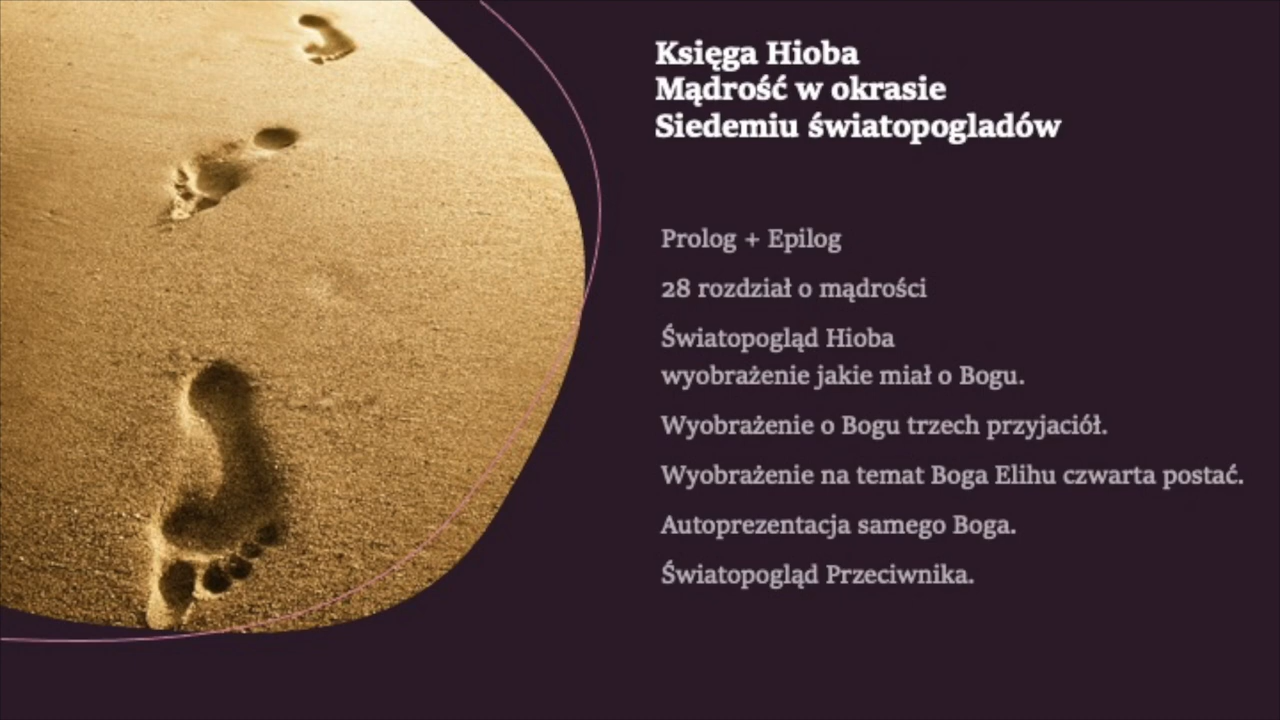 Księga Hioba
Mądrość w okrasie
Siedemiu światopogladów
Prolog + Epilog
28 rozdział o mądrości
Światopogląd Hioba
wyobrażenie jakie miał o Bogu.
Wyobrażenie o Bogu trzech przyjaciół.
Wyobrażenie na temat Boga Elihu czwarta postać.
Autoprezentacja samego Boga.
Światopogląd Przeciwnika.